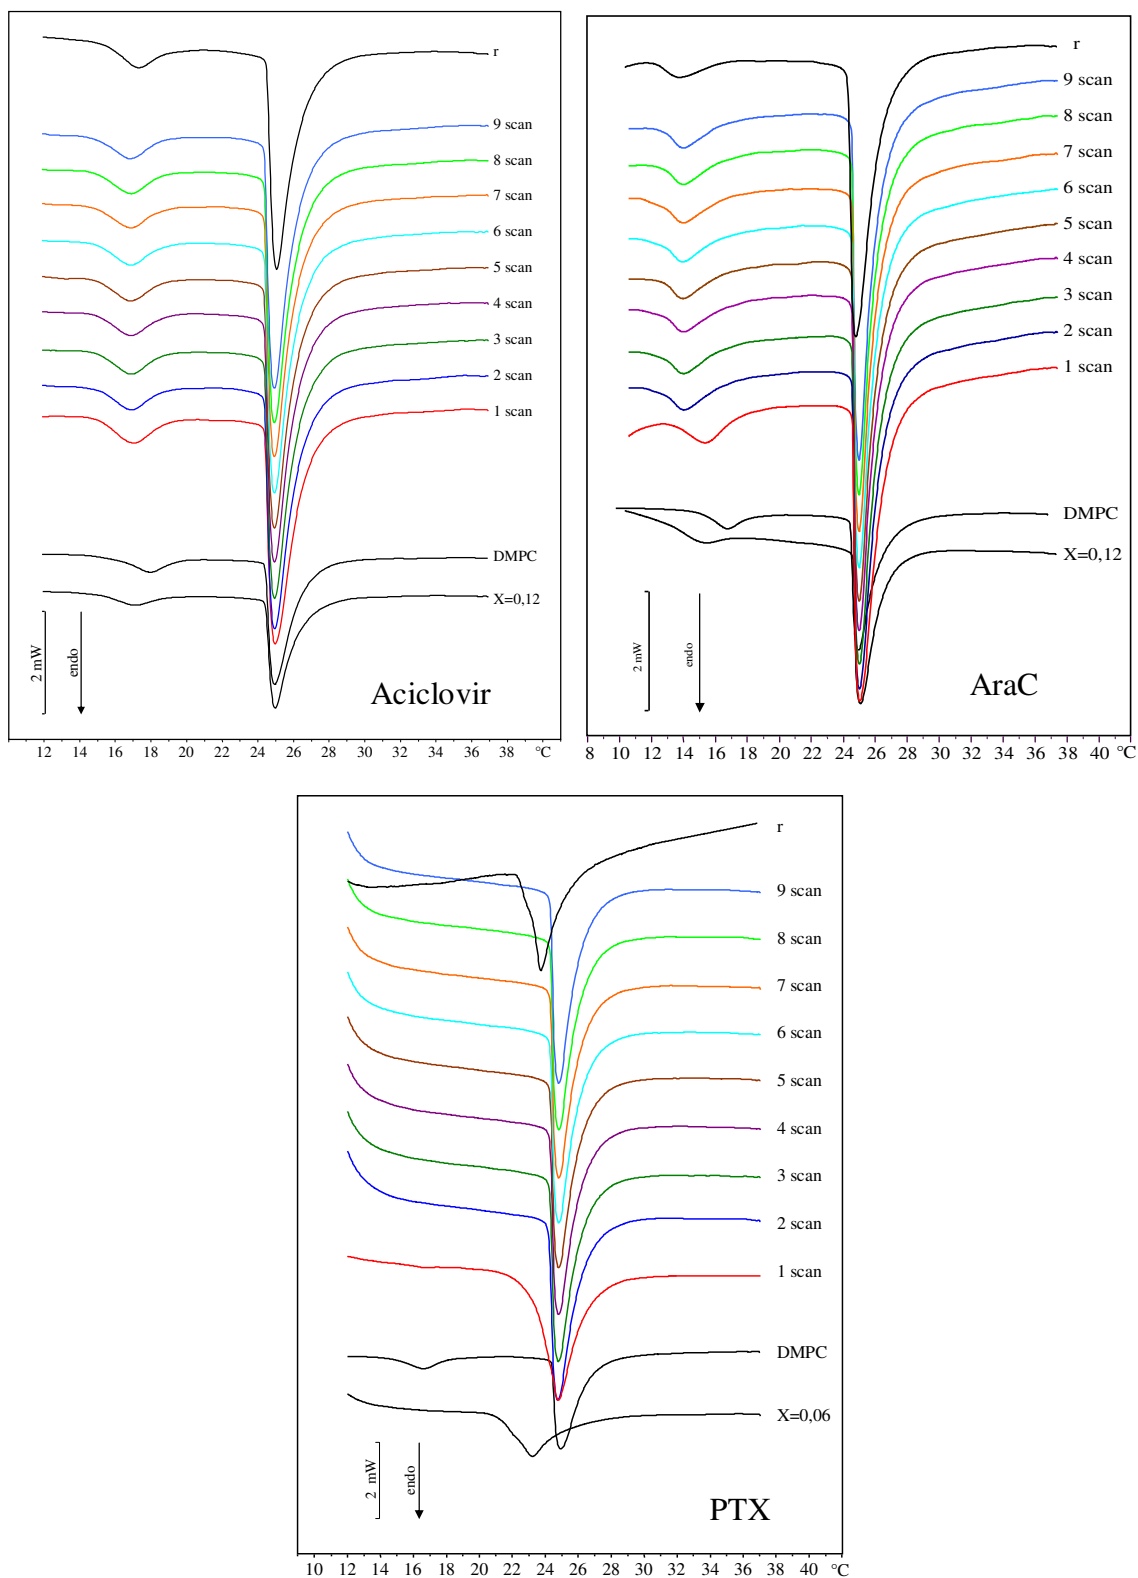 r
9 scan
8 scan
7 scan
6 scan
5 scan
4 scan
3 scan
2 scan
1 scan
DMPC
X=0,12
2 mW
endo
Aciclovir
12 14 16 18 20 22 24 26 28 30 32 34 36 38 °C
r
9 scan
8 scan
7 scan
6 scan
5 scan
4 scan
3 scan
2 scan
1 scan
DMPC
X=0,12
2 mW
endo
AraC
8 10 12 14 16 18 20 22 24 26 28 30 32 34 36 38 40 42 °C
r
9 scan
8 scan
7 scan
6 scan
5 scan
4 scan
3 scan
2 scan
1 scan
DMPC
X=0,06
2 mW
endo
PTX
10 12 14 16 18 20 22 24 26 28 30 32 34 36 38 40 °C